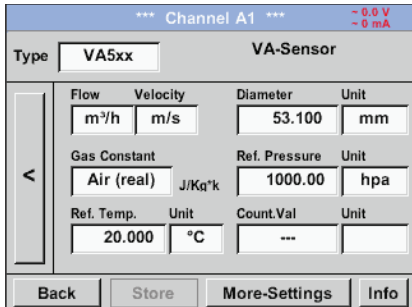 *** Channel A1 ***
~ 0.0 V
~ 0 mA
Type VA5xx VA-Sensor
Flow Velocity Diameter Unit
m³/h m/s 53.100 mm
<
Gas Constant Ref. Pressure Unit
Air (real) J/Kg*k 1000.00 hpa
Ref. Temp. Unit Count.Val Unit
20.000 °C ---
Back Store More-Settings Info